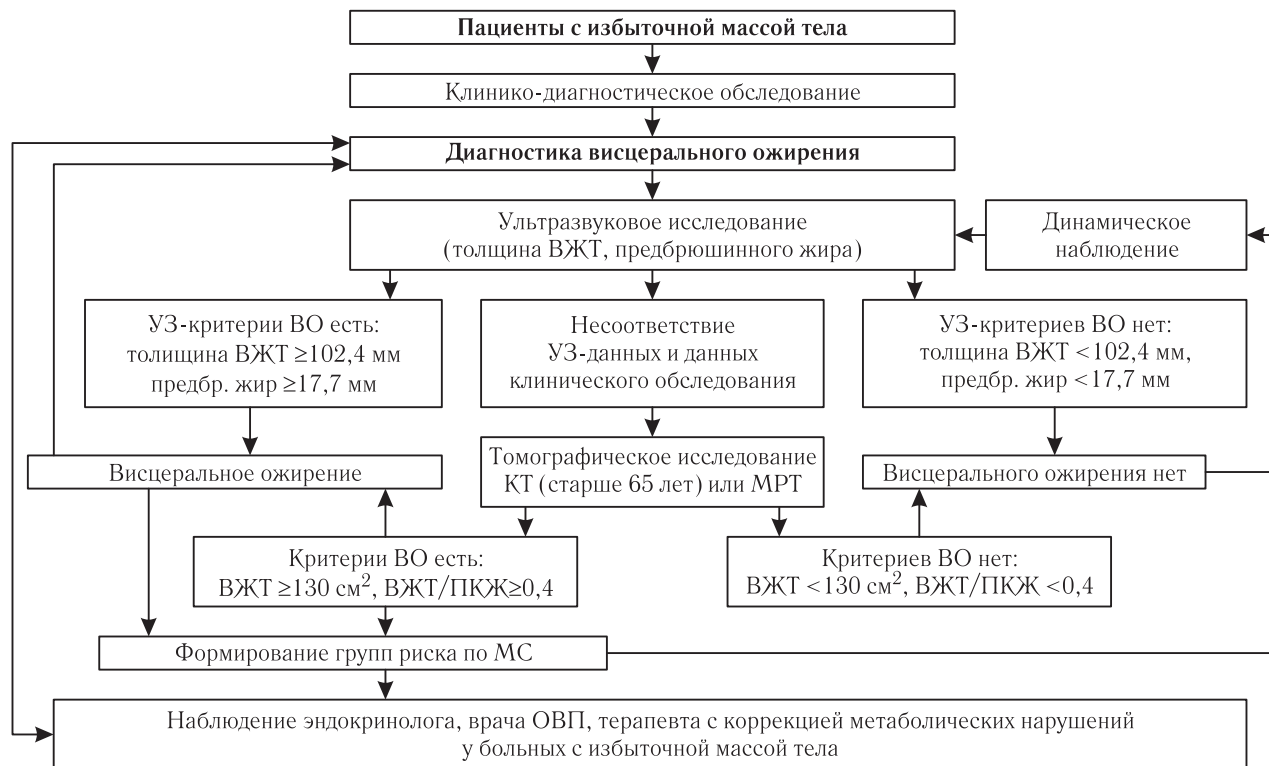 Пациенты с избыточной массой тела
Клинико-диагностическое обследование
Диагностика висцерального ожирения
Ультразвуковое исследование
(толщина ВЖТ, предбрюшинного жира)
Динамическое
наблюдение
УЗ-критерии ВО есть:
толищина ВЖТ ≥102,4 мм
предбр. жир ≥17,7 мм
Несоответствие
УЗ-данных и данных
клинического обследования
УЗ-критериев ВО нет:
толщина ВЖТ <102,4 мм,
предбр. жир <17,7 мм
Висцеральное ожирение
Томографическое исследование
КТ (старше 65 лет) или МРТ
Висцерального ожирения нет
Критерии ВО есть:
ВЖТ ≥130 см², ВЖТ/ПКЖ≥0,4
Критериев ВО нет:
ВЖТ <130 см², ВЖТ/ПКЖ <0,4
Формирование групп риска по МС
Наблюдение эндокринолога, врача ОВП, терапевта с коррекцией метаболических нарушений
у больных с избыточной массой тела